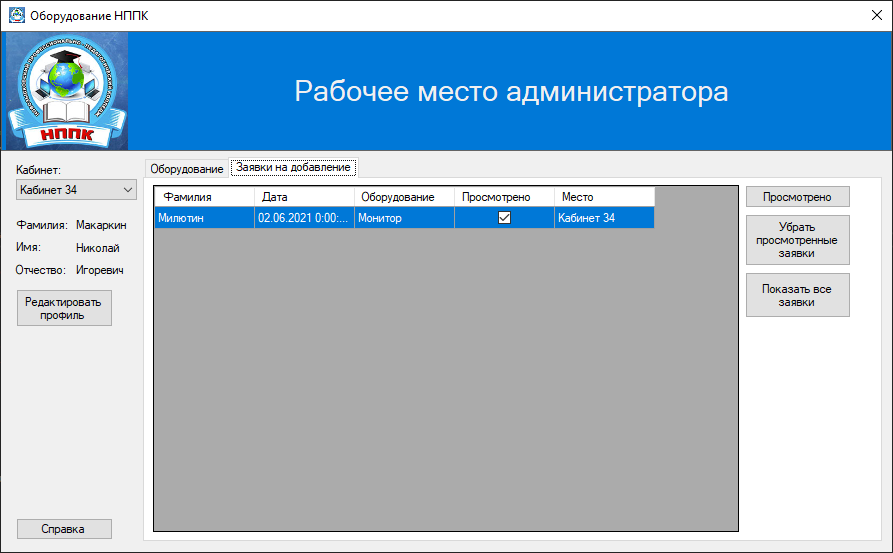 Оборудование НППК
НППК
Рабочее место администратора
Кабинет:
Кабинет 34
Фамилия: Макаркин
Имя: Николай
Отчество: Игоревич
Редактировать
профиль
Справка
Оборудование Заявки на добавление
Фамилия Дата Оборудование Просмотрено Место
Милютин 02.06.2021 0:00:... Монитор Кабинет 34
Просмотрено
Убрать
просмотренные
заявки
Показать все
заявки